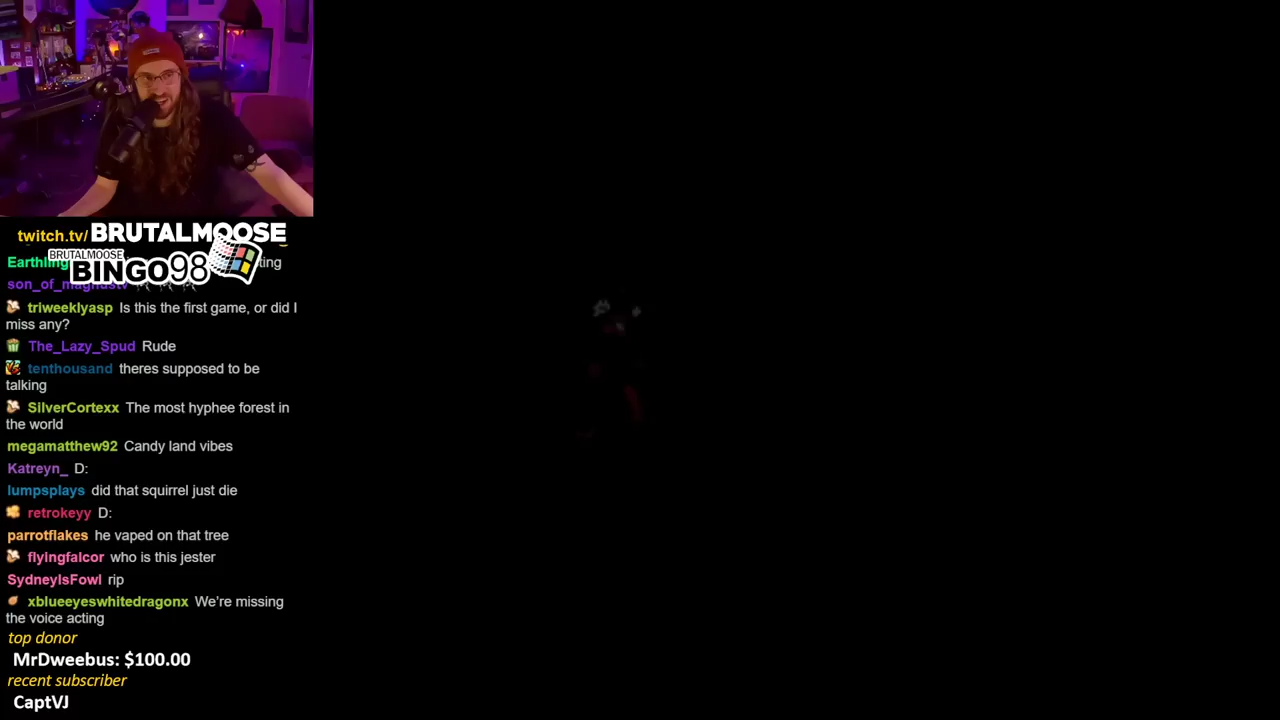 twitch.tv/BRUTALMOOSE
BRUTALMOOSE
BINGO98
Earthling
ting
triweeklyasp Is this the first game, or did I
miss any?
The_Lazy_Spud Rude
tenthousand theres supposed to be
talking
SilverCortexx The most hyphee forest in
the world
megamatthew92 Candy land vibes
Katreyn_ D:
lumpsplays did that squirrel just die
retrokeyy D:
parrotflakes he vaped on that tree
flyingfalcor who is this jester
SydneyIsFowl rip
xblueeyeswhitedragonx We're missing
the voice acting
top donor
MrDweebus: $100.00
recent subscriber
CaptVJ